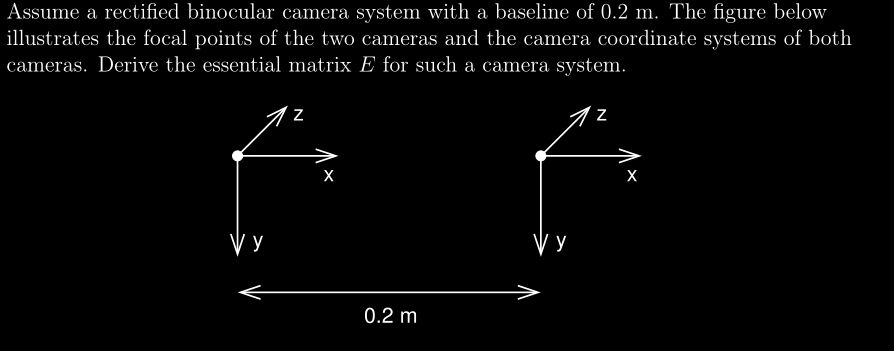 Assume a rectified binocular camera system with a baseline of 0.2 m. The figure below
illustrates the focal points of the two cameras and the camera coordinate systems of both
cameras. Derive the essential matrix E for such a camera system.
z z
x x
y y
0.2 m